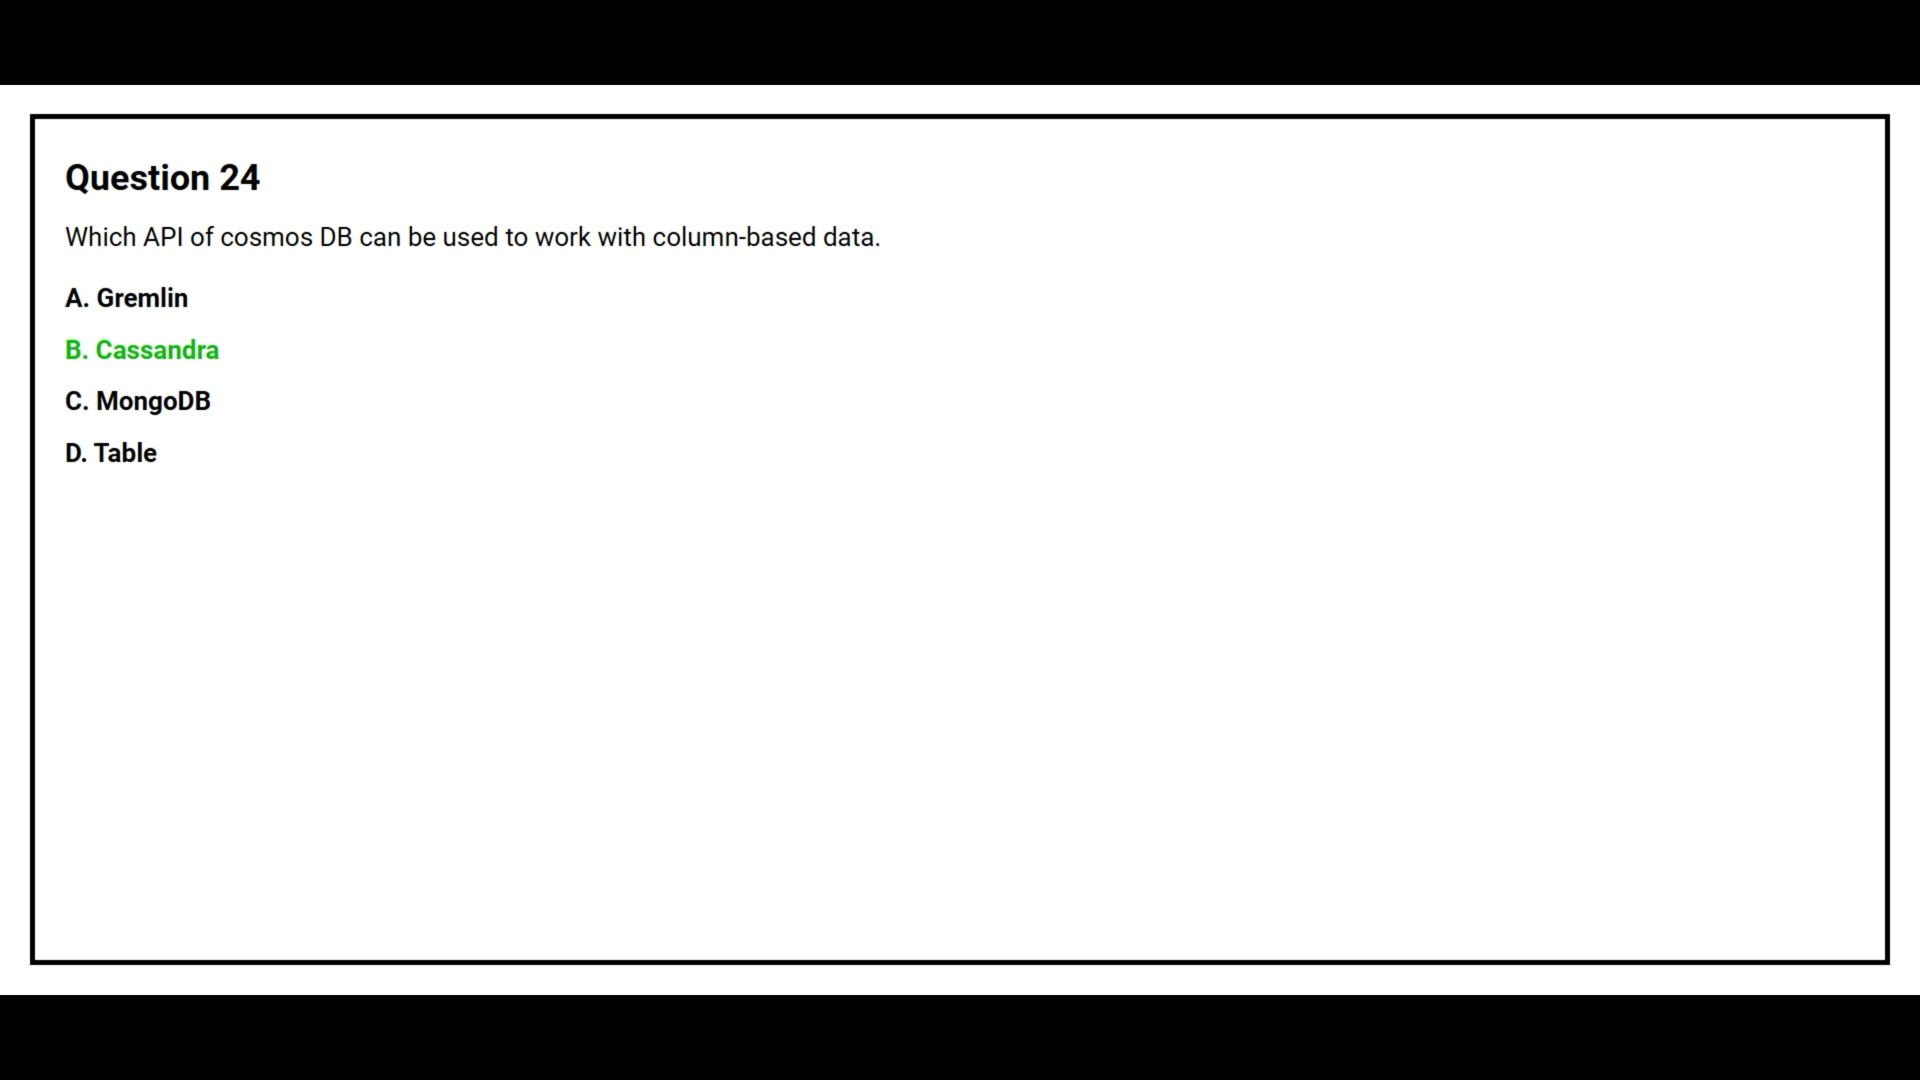 Question 24
Which API of cosmos DB can be used to work with column-based data.
A. Gremlin
B. Cassandra
C. MongoDB
D. Table